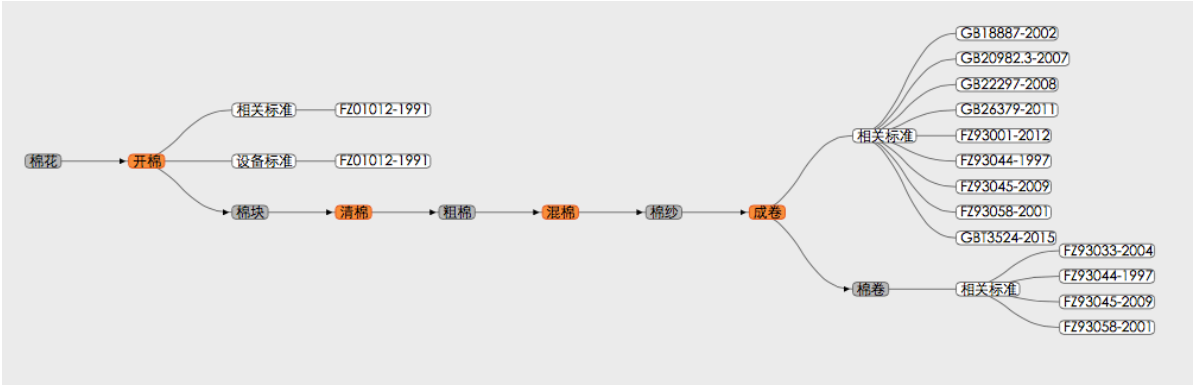 GB18887-2002
GB20982.3-2007
GB22297-2008
相关标准
FZ01012-1991
GB26379-2011
相关标准
FZ93001-2012
棉花
开棉
设备标准
FZ01012-1991
FZ93044-1997
FZ93045-2009
棉块
清棉
粗棉
混棉
棉纱
成卷
FZ93058-2001
GBT3524-2015
FZ93033-2004
FZ93044-1997
棉卷
相关标准
FZ93045-2009
FZ93058-2001